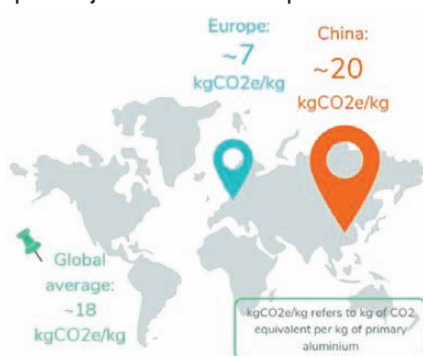 Europe:
~7
kgCO2e/kg
China:
~20
kgCO2e/kg
Global
average:
~18
kgCO2e/kg
kgCO2e/kg refers to kg of CO2
equivalent per kg of primary
aluminium